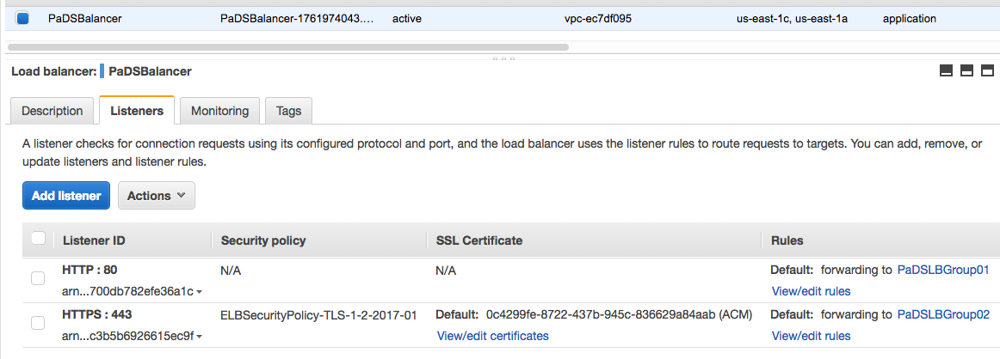 PaDSBalancer PaDSBalancer-1761974043.... active vpc-ec7df095 us-east-1c, us-east-1a application
Load balancer: PaDSBalancer
Description Listeners Monitoring Tags
A listener checks for connection requests using its configured protocol and port, and the load balancer uses the listener rules to route requests to targets. You can add, remove, or
update listeners and listener rules.
Add listener Actions
Listener ID Security policy SSL Certificate Rules
HTTP : 80 N/A N/A Default: forwarding to PaDSLBGroup01
arn...700db782efe36a1c View/edit rules
HTTPS : 443 ELBSecurityPolicy-TLS-1-2-2017-01 Default: 0c4299fe-8722-437b-945c-836629a84aab (ACM) Default: forwarding to PaDSLBGroup02
arn...c3b5b6926615ec9f View/edit certificates View/edit rules